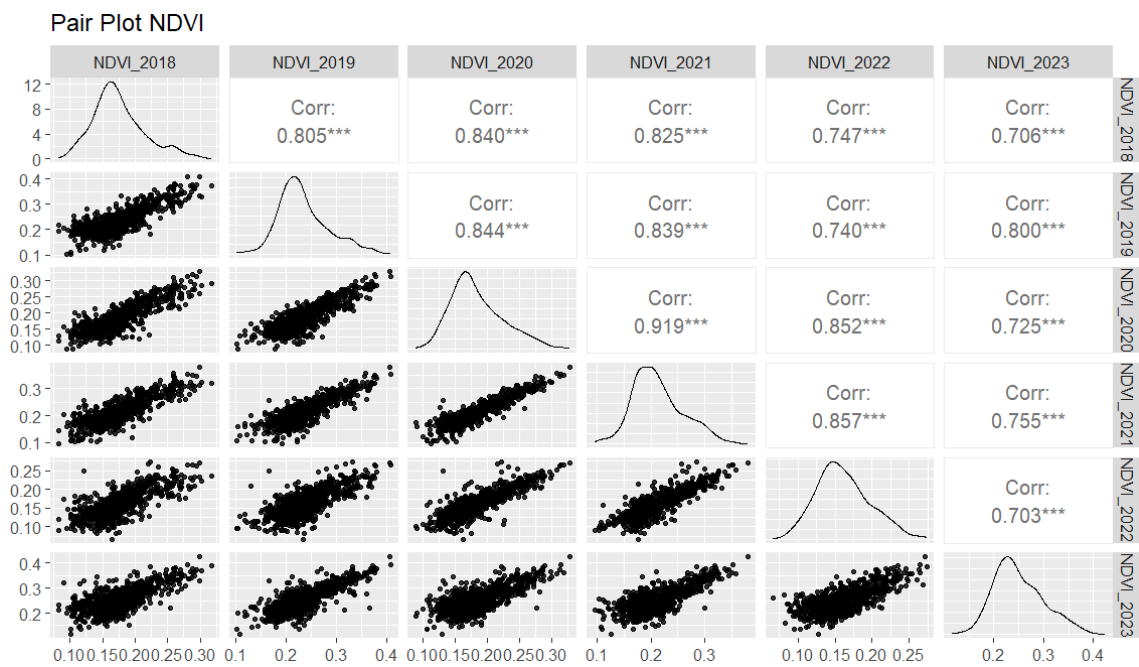 Pair Plot NDVI
NDVI_2018 NDVI_2019 NDVI_2020 NDVI_2021 NDVI_2022 NDVI_2023
12
8
4
0
Corr: Corr: Corr: Corr: Corr:
0.805*** 0.840*** 0.825*** 0.747*** 0.706***
NDVI_2018
0.4
0.3
0.2
0.1
Corr: Corr: Corr: Corr:
0.844*** 0.839*** 0.740*** 0.800***
NDVI_2019
0.30
0.25
0.20
0.15
0.10
Corr: Corr: Corr:
0.919*** 0.852*** 0.725***
NDVI_2020
0.3
0.2
0.1
Corr: Corr:
0.857*** 0.755***
NDVI_2021
0.25
0.20
0.15
0.10
Corr:
0.703***
NDVI_2022
0.4
0.3
0.2
NDVI_2023
0.10 0.15 0.20 0.25 0.30 0.1 0.2 0.3 0.4 0.10 0.15 0.20 0.25 0.30 0.1 0.2 0.3 0.10 0.15 0.20 0.25 0.2 0.3 0.4